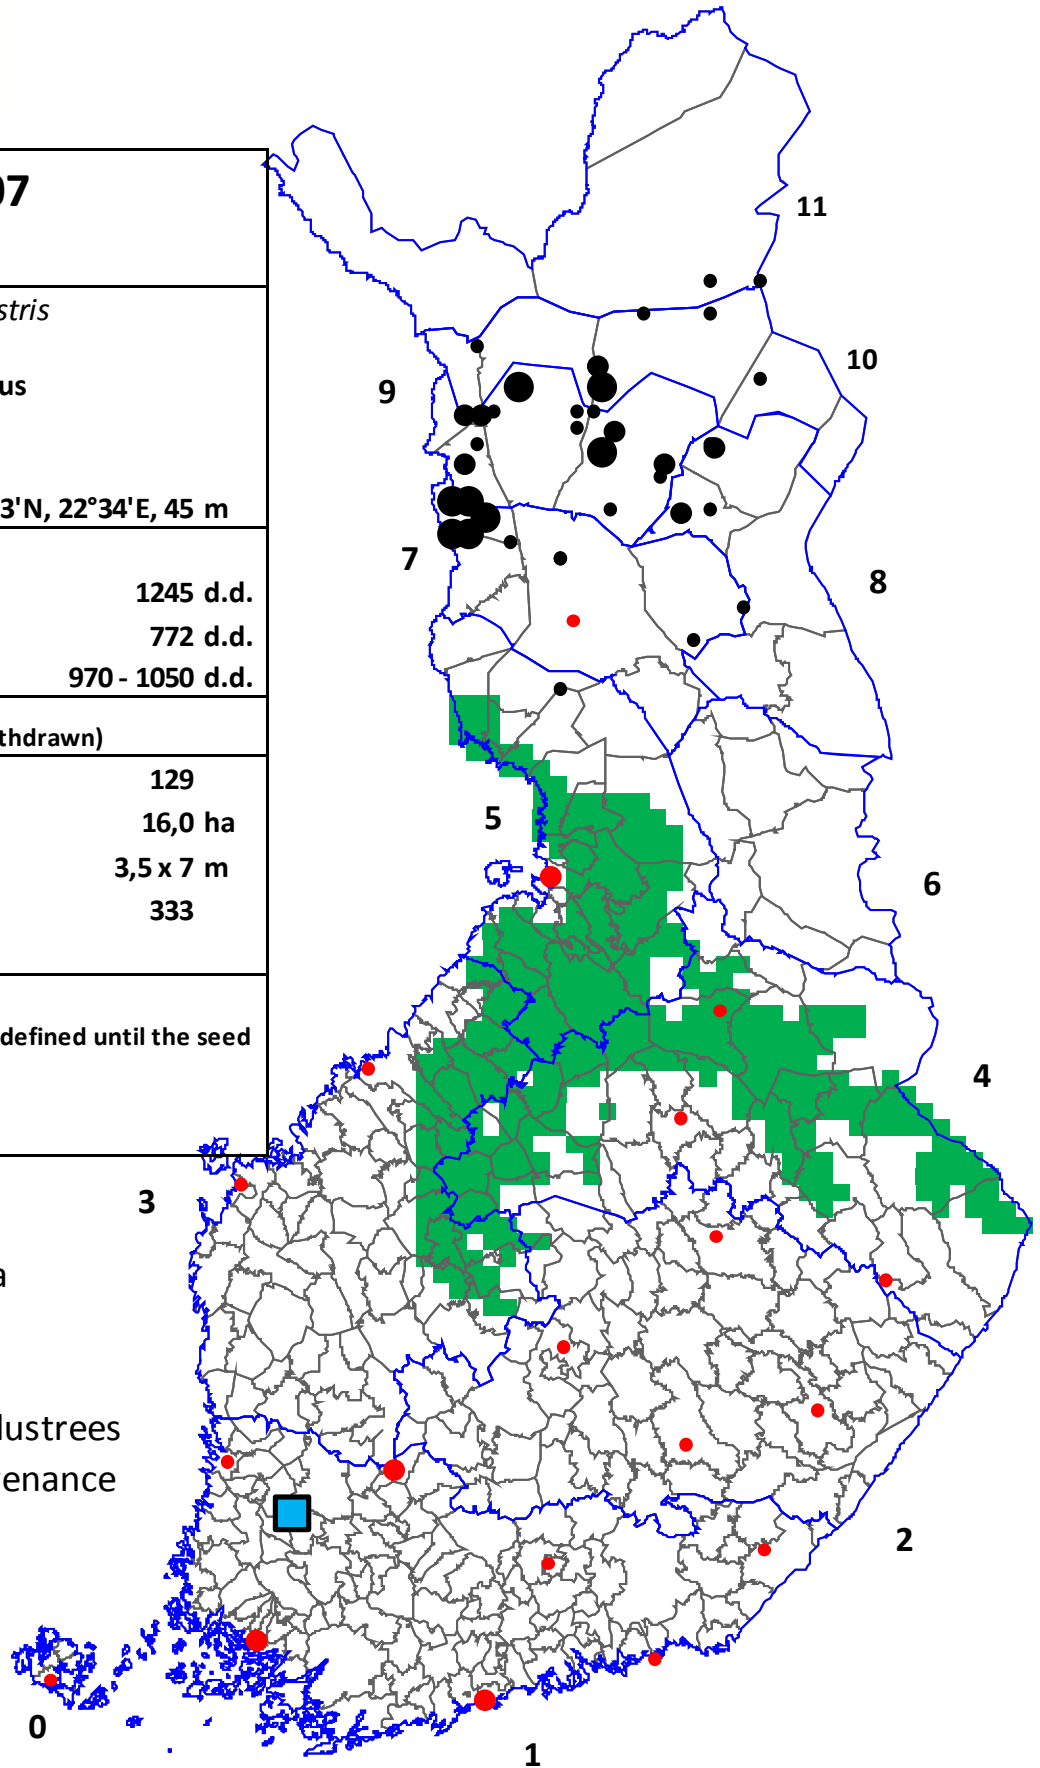 07
stris
us
3'N, 22°34'E, 45 m
1245 d.d.
772 d.d.
970 - 1050 d.d.
thdrawn)
129
16,0 ha
3,5 x 7 m
333
defined until the seed
a
lustrees
venance
11
10
9
8
7
6
5
4
3
2
1
0